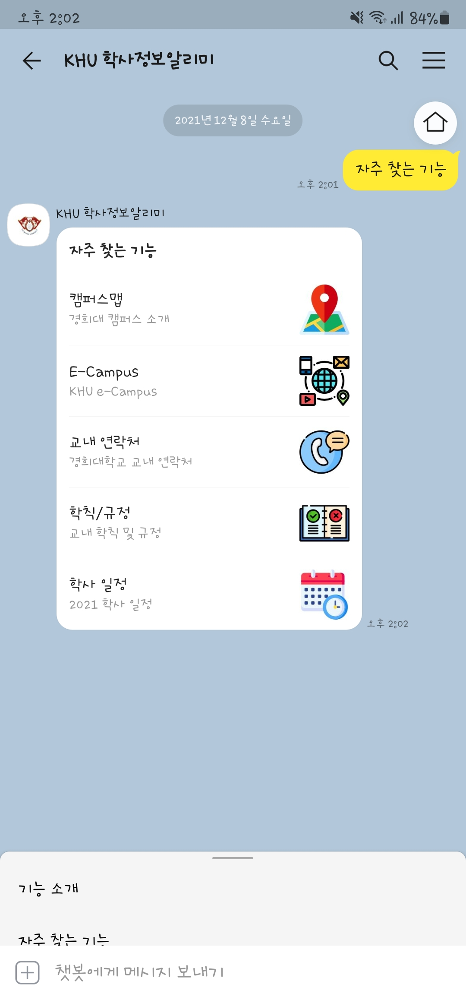 오후 2:02
84%
KHU 학사정보알리미
2021년 12월 8일 수요일
자주 찾는 기능
오후 2:01
KHU 학사정보알리미
자주 찾는 기능
캠퍼스맵
경희대 캠퍼스 소개
E-Campus
KHU e-Campus
교내 연락처
경희대학교 교내 연락처
학칙/규정
교내 학칙 및 규정
학사 일정
2021 학사 일정
오후 2:02
기능 소개
자주 찾는 기능
챗봇에게 메시지 보내기